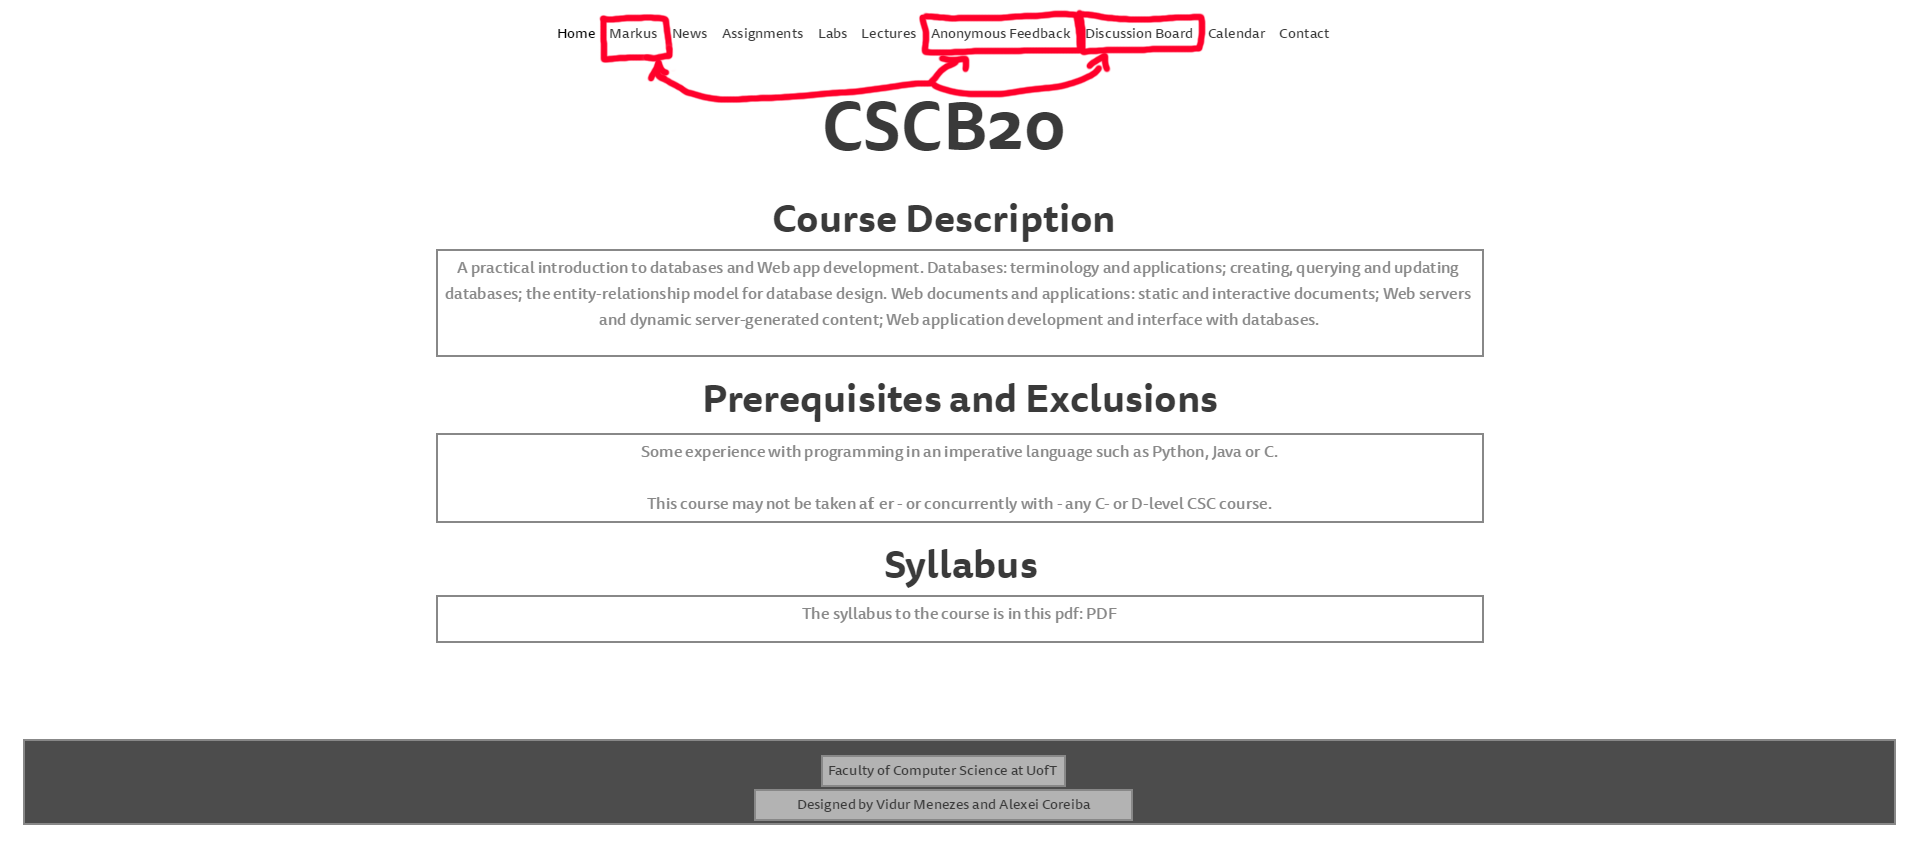 Home Markus News Assignments Labs Lectures Anonymous Feedback Discussion Board Calendar Contact
CSCB20
Course Description
A practical introduction to databases and Web app development. Databases: terminology and applications; creating, querying and updating
databases; the entity-relationship model for database design. Web documents and applications: static and interactive documents; Web servers
and dynamic server-generated content; Web application development and interface with databases.
Prerequisites and Exclusions
Some experience with programming in an imperative language such as Python, Java or C.
This course may not be taken af er - or concurrently with - any C- or D-level CSC course.
Syllabus
The syllabus to the course is in this pdf: PDF
Faculty of Computer Science at UofT
Designed by Vidur Menezes and Alexei Coreiba